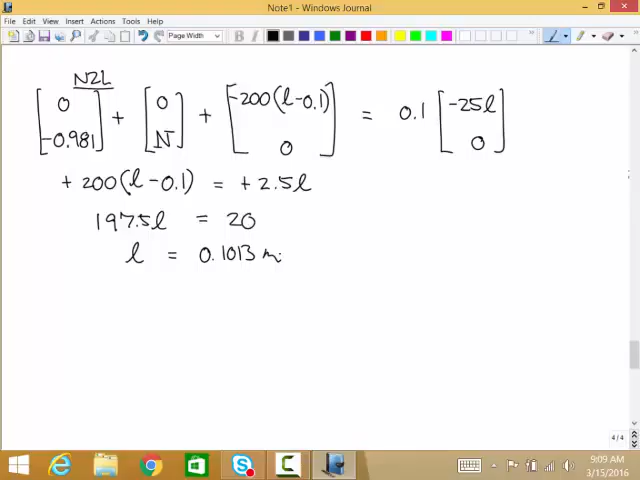 Note1 - Windows Journal
File Edit View Insert Actions Tools Help
Page Width
N2L
[0 -0.981] + [0 N] + [-200(l-0.1) 0] = 0.1 [-25l 0]
+200(l-0.1) = +2.5l
197.5l = 20
l = 0.1013 m
4/4
9:09 AM
3/15/2016